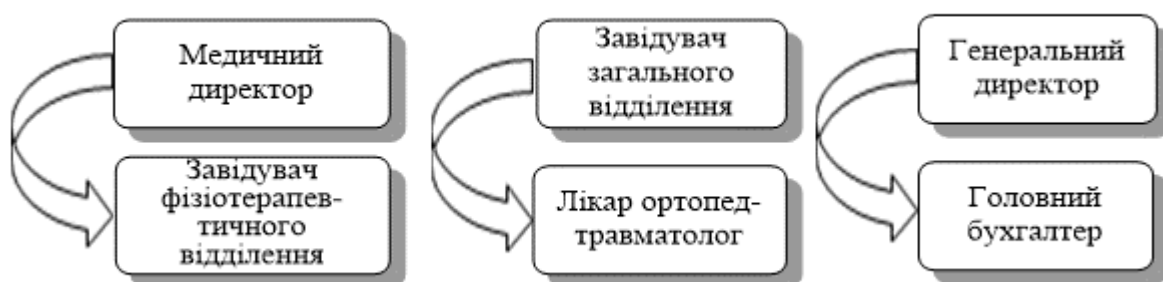 Медичний
директор
Завідувач
фізіотерапев-
тичного
відділення
Завідувач
загального
відділення
Лікар ортопед-
травматолог
Генеральний
директор
Головний
бухгалтер